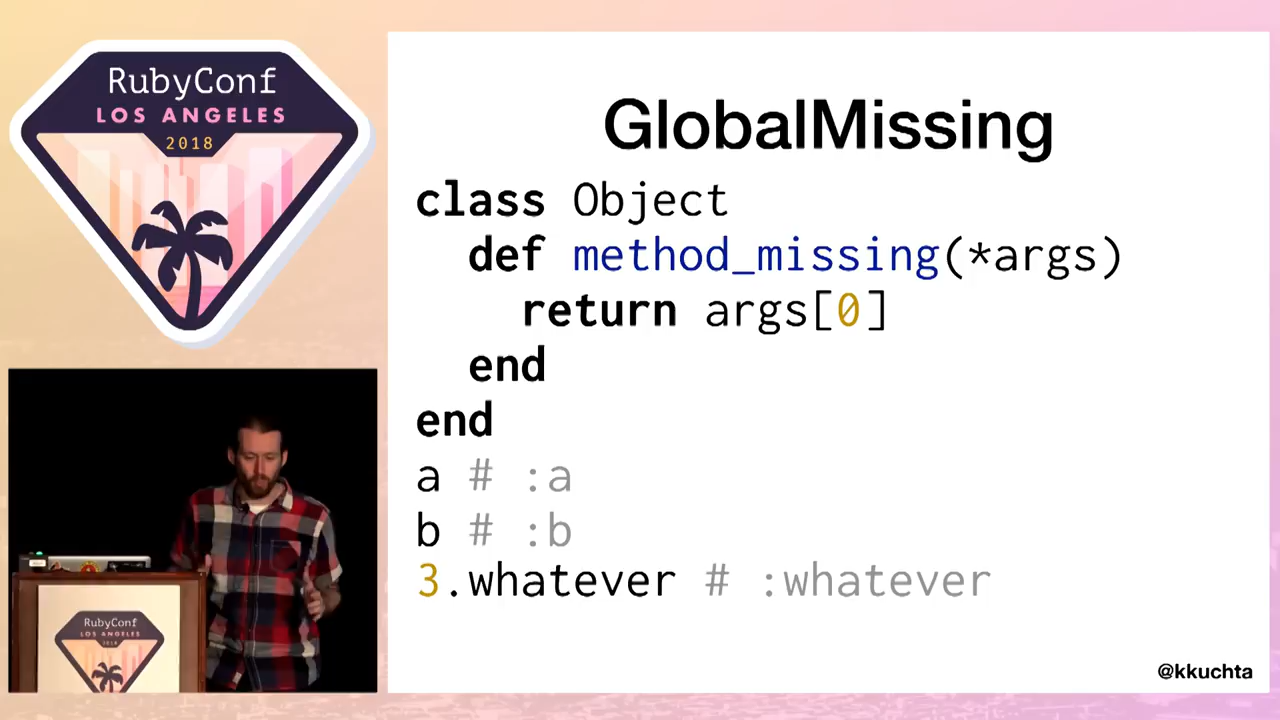 RubyConf
LOS ANGELES
2018
GlobalMissing
class Object
  def method_missing(*args)
    return args[0]
  end
end
a # :a
b # :b
3.whatever # :whatever
@kkuchta
RubyConf
LOS ANGELES
2018